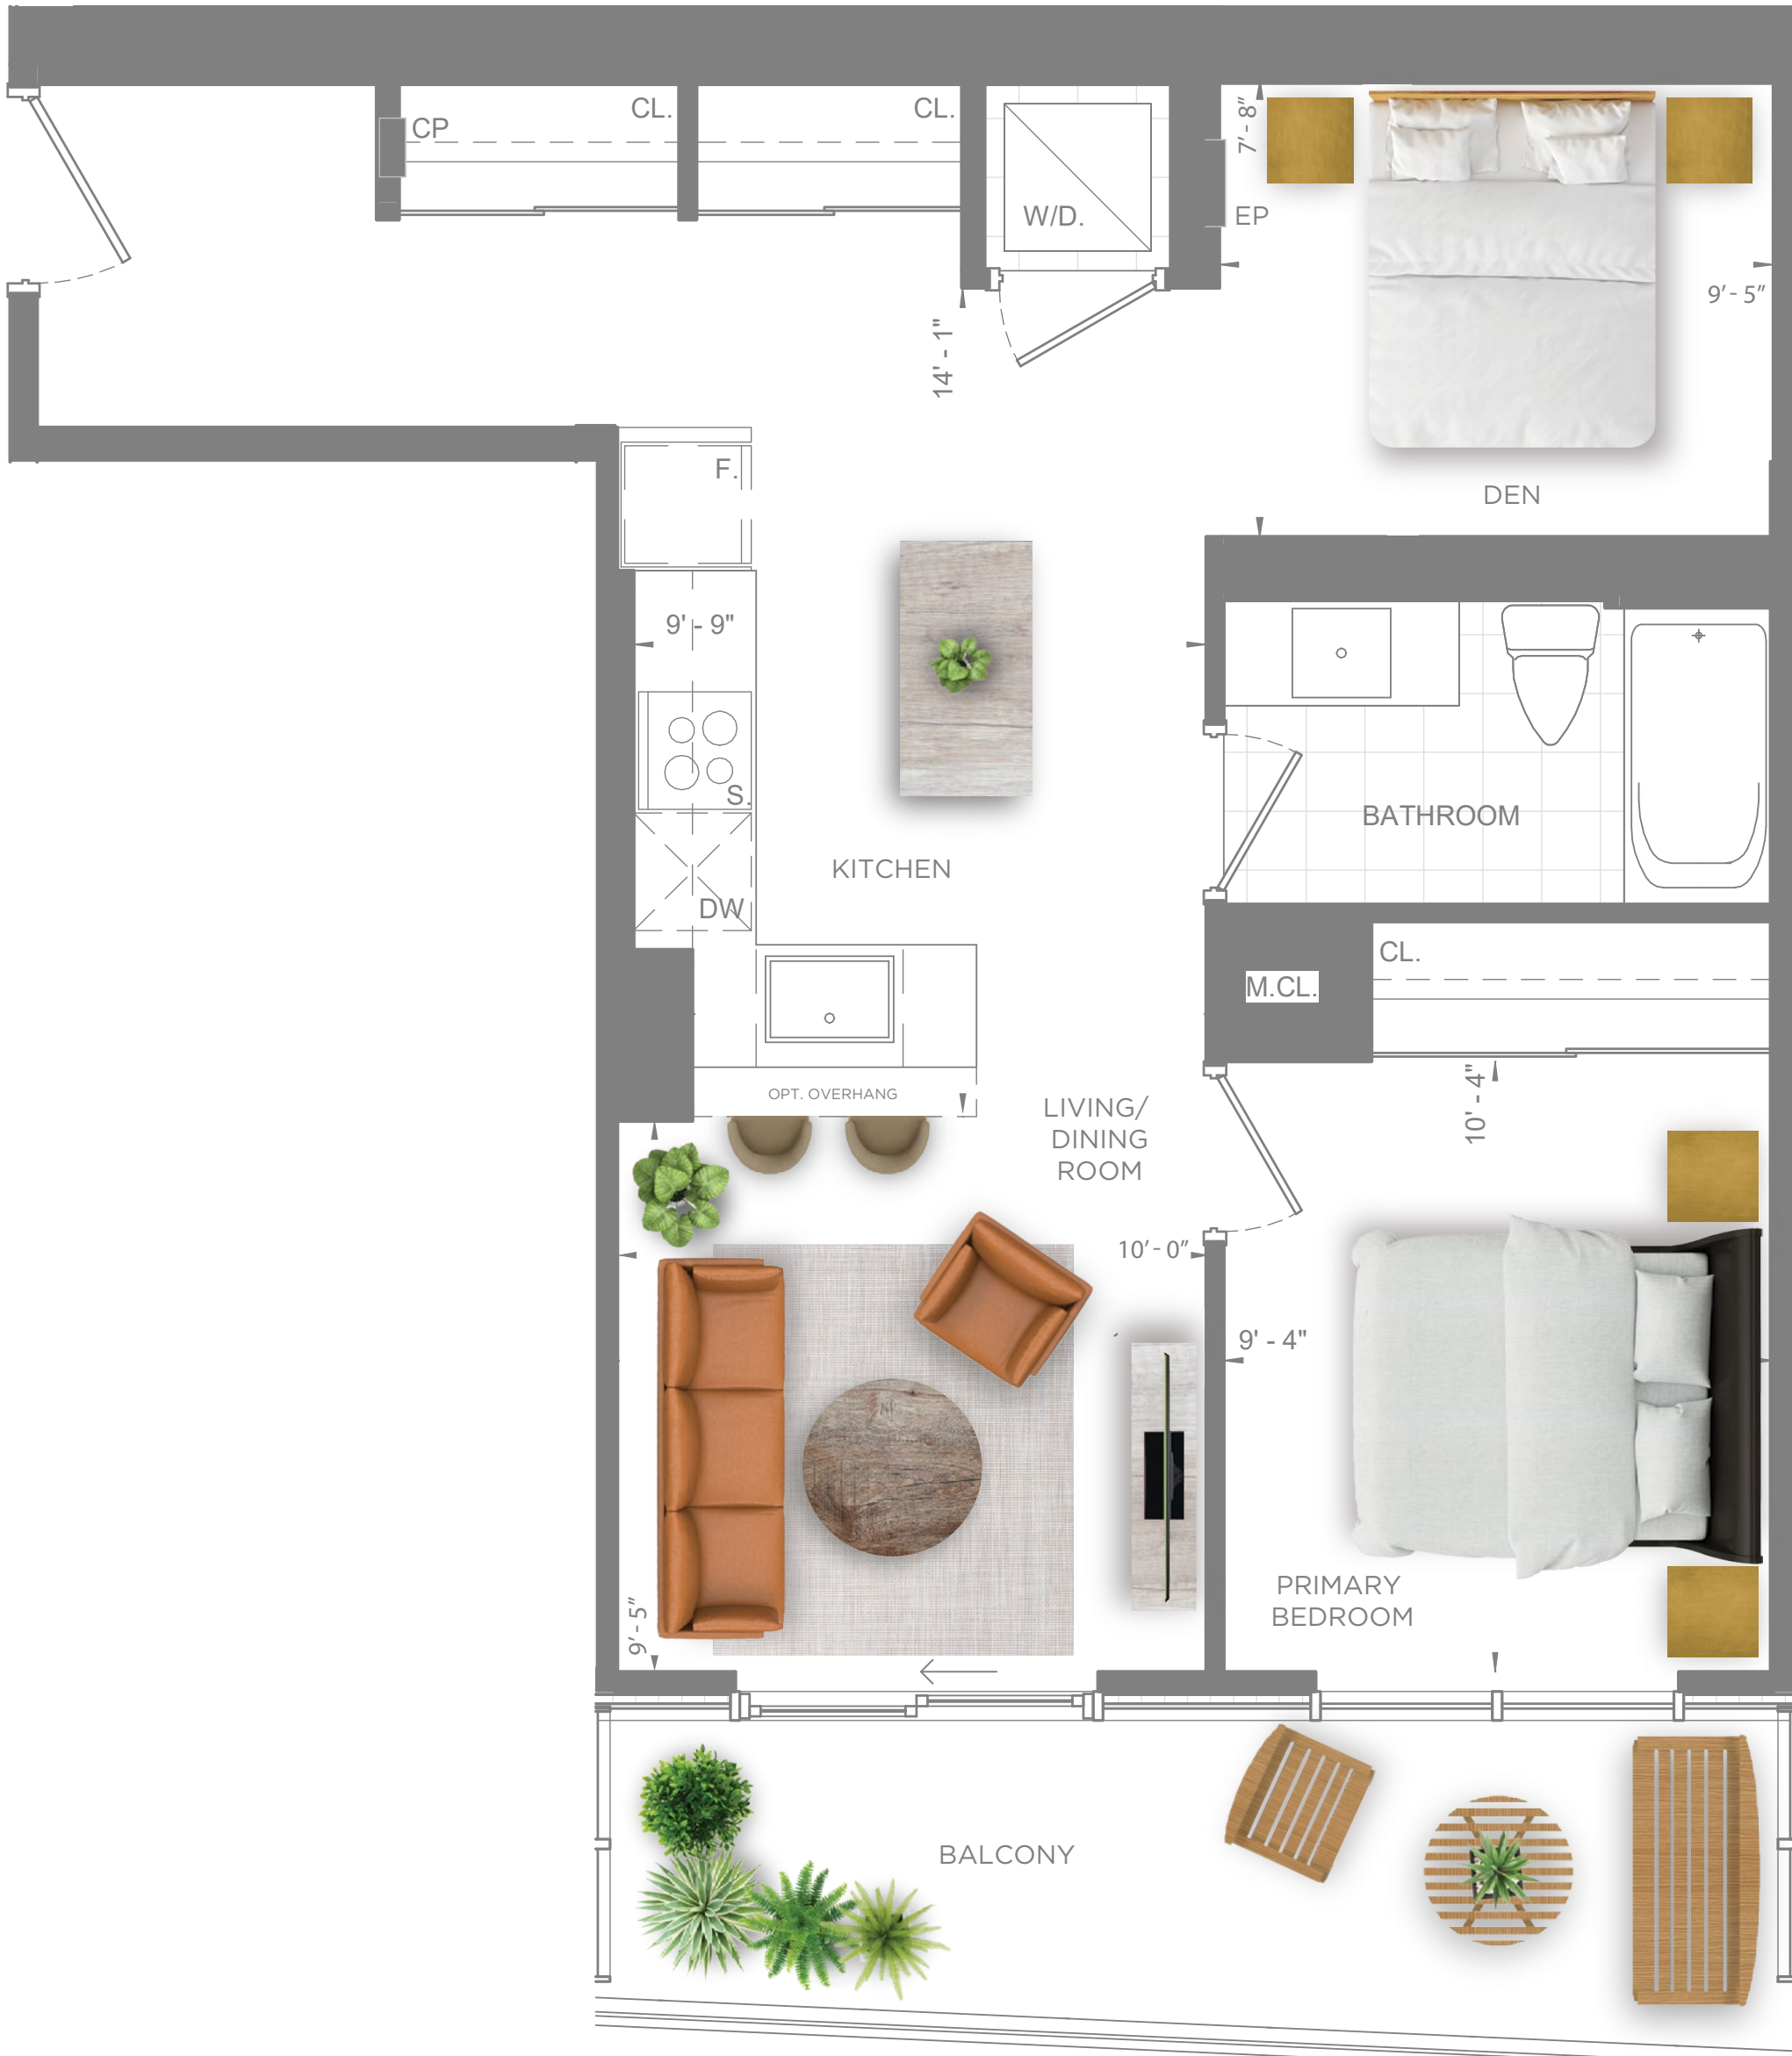 CP
CL.
CL.
W/D.
7'- 8"
EP
9'- 5"
14' - 1"
F.
DEN
9' - 9"
S.
BATHROOM
KITCHEN
DW
CL.
M.CL.
OPT. OVERHANG
10' - 4"
LIVING/
DINING
ROOM
10'- 0"
9' - 4"
9'- 5"
PRIMARY
BEDROOM
BALCONY